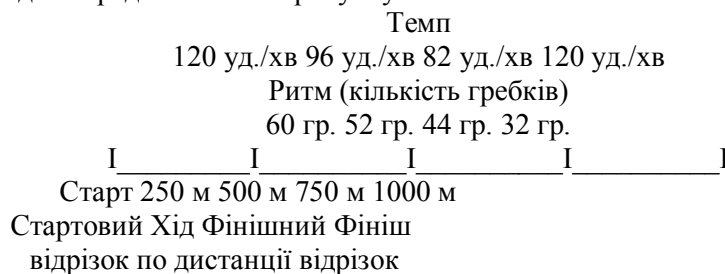 Темп
120 уд./хв 96 уд./хв 82 уд./хв 120 уд./хв
Ритм (кількість гребків)
60 гр. 52 гр. 44 гр. 32 гр.
І__________І___________І___________І___________І
Старт 250 м 500 м 750 м 1000 м
Стартовий Хід Фінішний Фініш
відрізок по дистанції відрізок